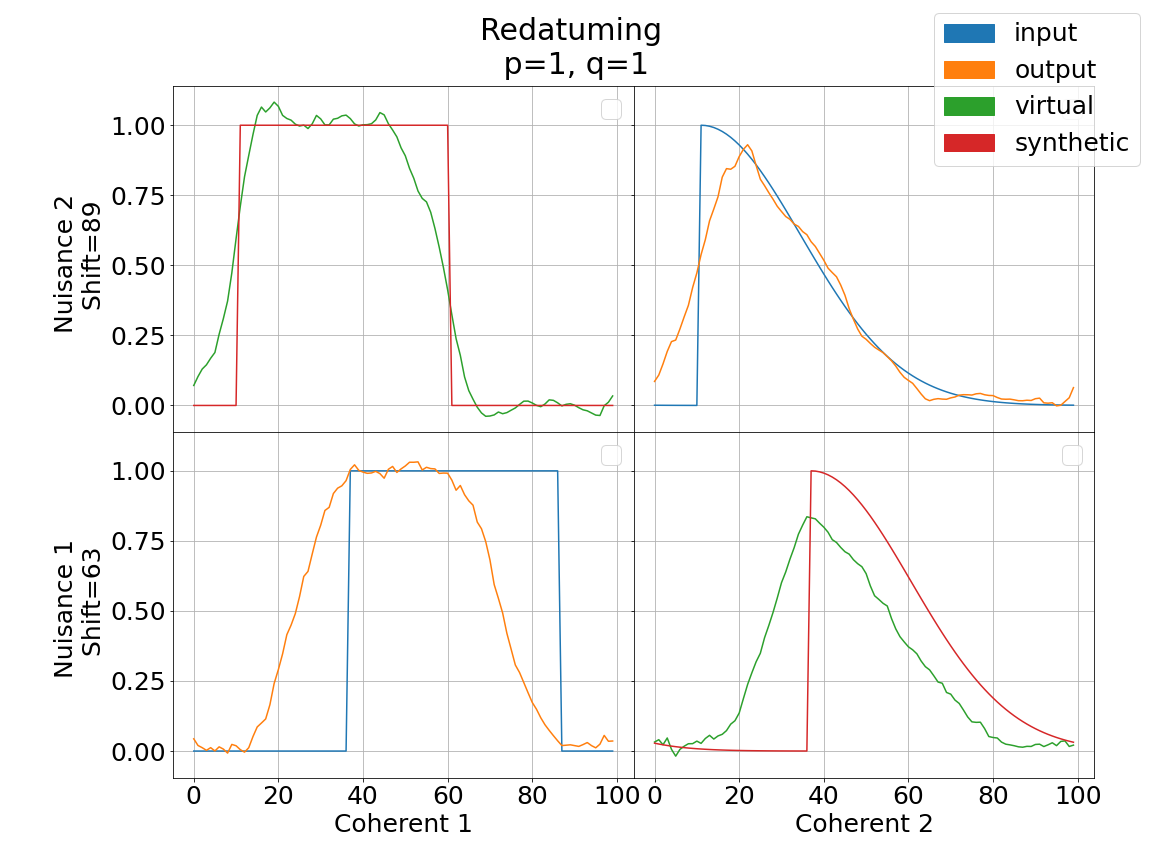 Redatuming
p=1, q=1
input
output
virtual
synthetic
Nuisance 2
Shift=89
1.00
0.75
0.50
0.25
0.00
Nuisance 1
Shift=63
1.00
0.75
0.50
0.25
0.00
0 20 40 60 80 100 0 20 40 60 80 100
Coherent 1 Coherent 2